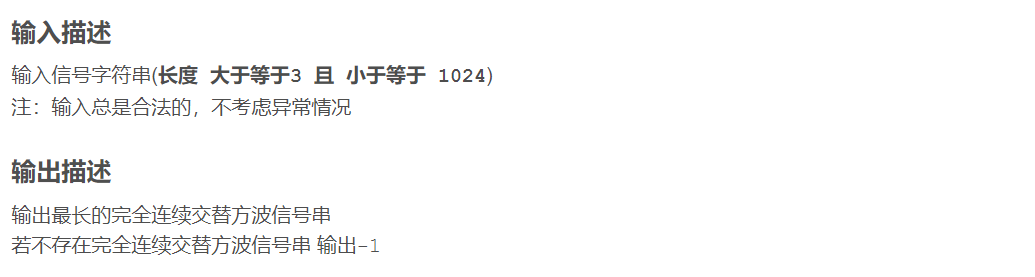 输入描述
输入信号字符串(长度 大于等于3 且 小于等于 1024)
注：输入总是合法的，不考虑异常情况
输出描述
输出最长的完全连续交替方波信号串
若不存在完全连续交替方波信号串 输出-1